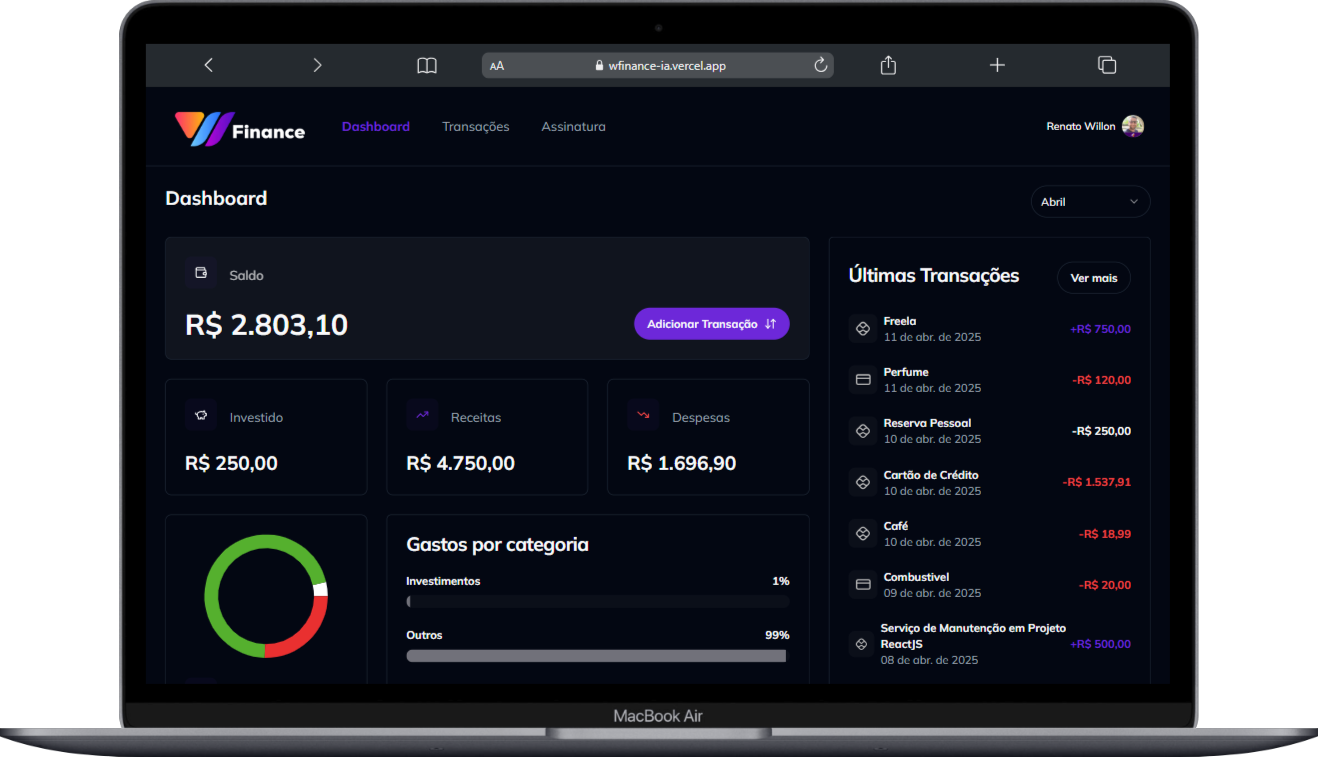 AA
wfinance-ia.vercel.app
Finance
Dashboard
Transações
Assinatura
Renato Willon
Dashboard
Abril
Saldo
R$ 2.803,10
Adicionar Transação
Investido
R$ 250,00
Receitas
R$ 4.750,00
Despesas
R$ 1.696,90
Gastos por categoria
Investimentos 1%
Outros 99%
Últimas Transações
Ver mais
Freela
11 de abr. de 2025
+R$ 750,00
Perfume
11 de abr. de 2025
-R$ 120,00
Reserva Pessoal
10 de abr. de 2025
-R$ 250,00
Cartão de Crédito
10 de abr. de 2025
-R$ 1.537,91
Café
10 de abr. de 2025
-R$ 18,99
Combustivel
09 de abr. de 2025
-R$ 20,00
Serviço de Manutenção em Projeto
ReactJS
08 de abr. de 2025
+R$ 500,00
MacBook Air